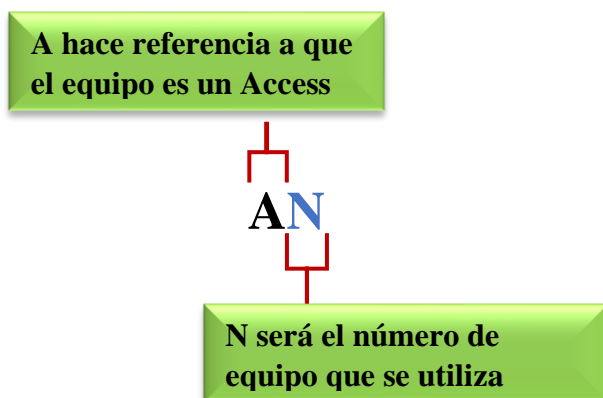 A hace referencia a que
el equipo es un Access
AN
N será el número de
equipo que se utiliza